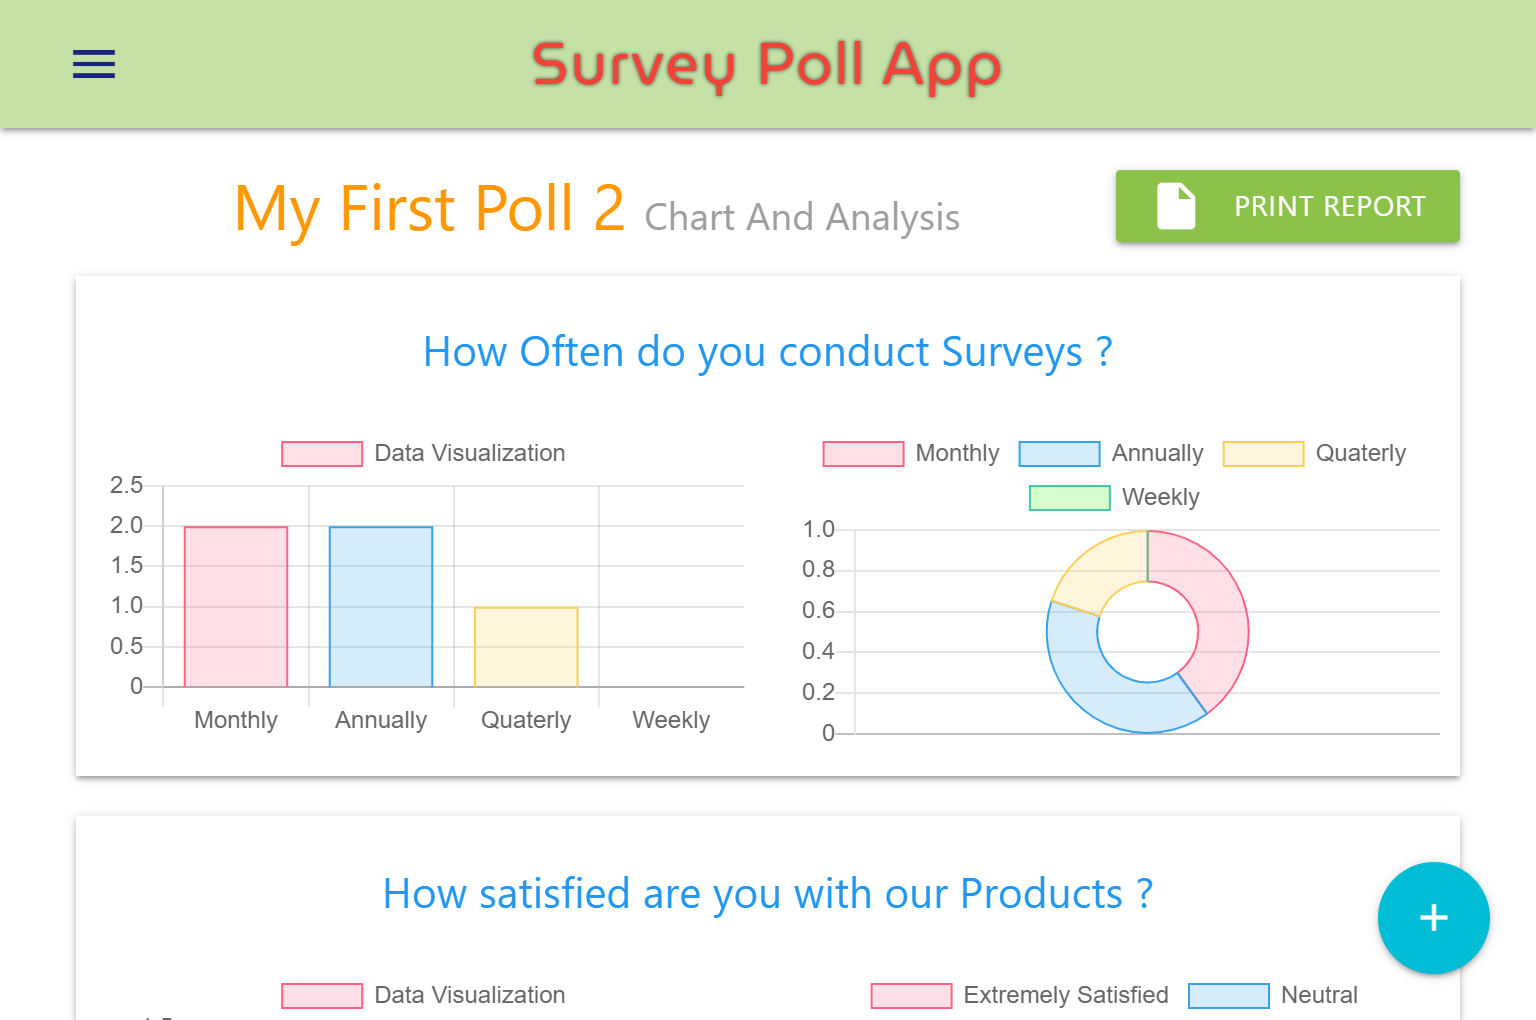 Survey Poll App
My First Poll 2 Chart And Analysis
PRINT REPORT
How Often do you conduct Surveys ?
Data Visualization
2.5
2.0
1.5
1.0
0.5
0
Monthly Annually Quaterly Weekly
Monthly Annually Quaterly
Weekly
1.0
0.8
0.6
0.4
0.2
0
How satisfied are you with our Products ?
Data Visualization
Extremely Satisfied Neutral